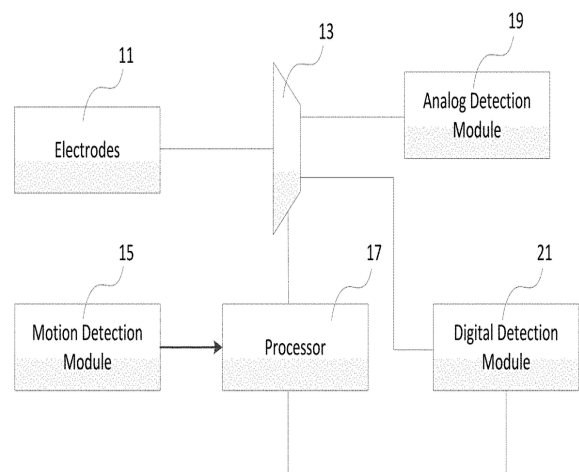 13
19
11
Analog Detection
Module
Electrodes
15
17
21
Motion Detection
Module
Processor
Digital Detection
Module